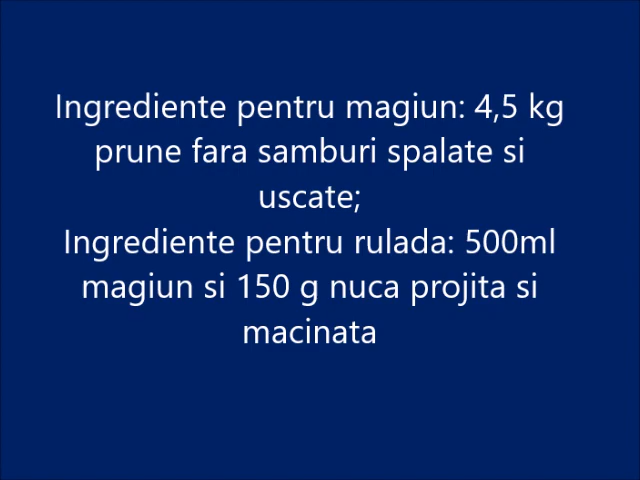 Ingrediente pentru magiun: 4,5 kg
prune fara samburi spalate si
uscate;
Ingrediente pentru rulada: 500ml
magiun si 150 g nuca projita si
macinata